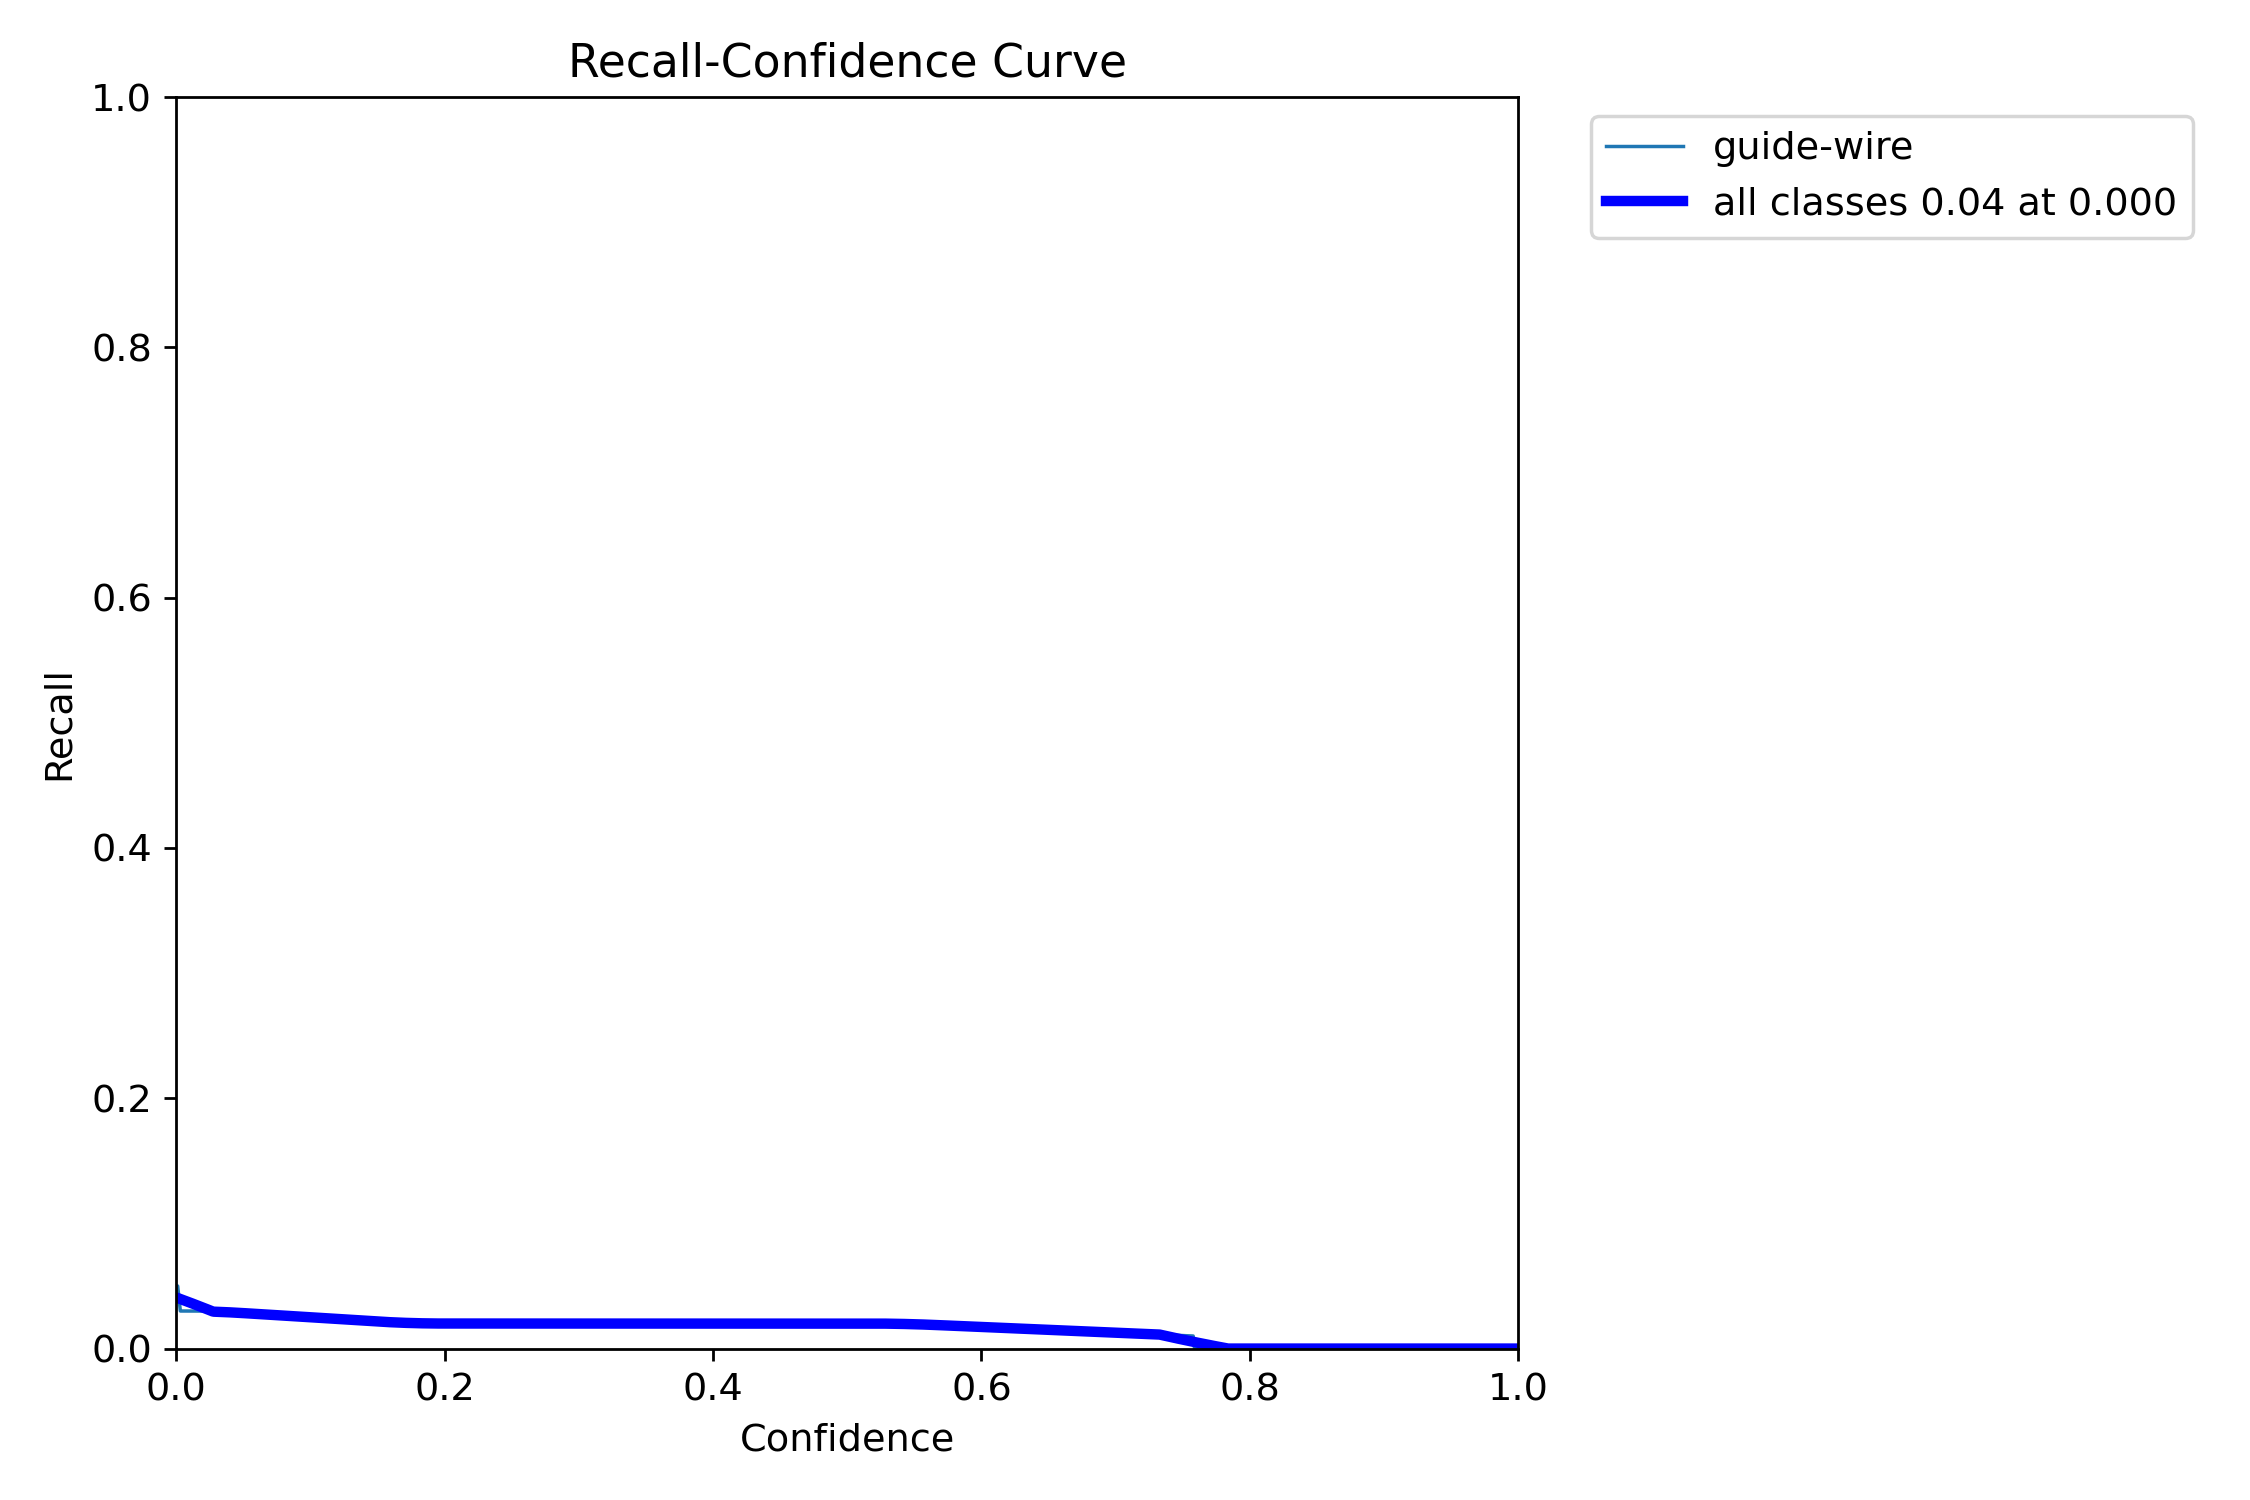 Recall-Confidence Curve
1.0
0.8
0.6
0.4
0.2
0.0
Recall
0.0 0.2 0.4 0.6 0.8 1.0
Confidence
guide-wire
all classes 0.04 at 0.000